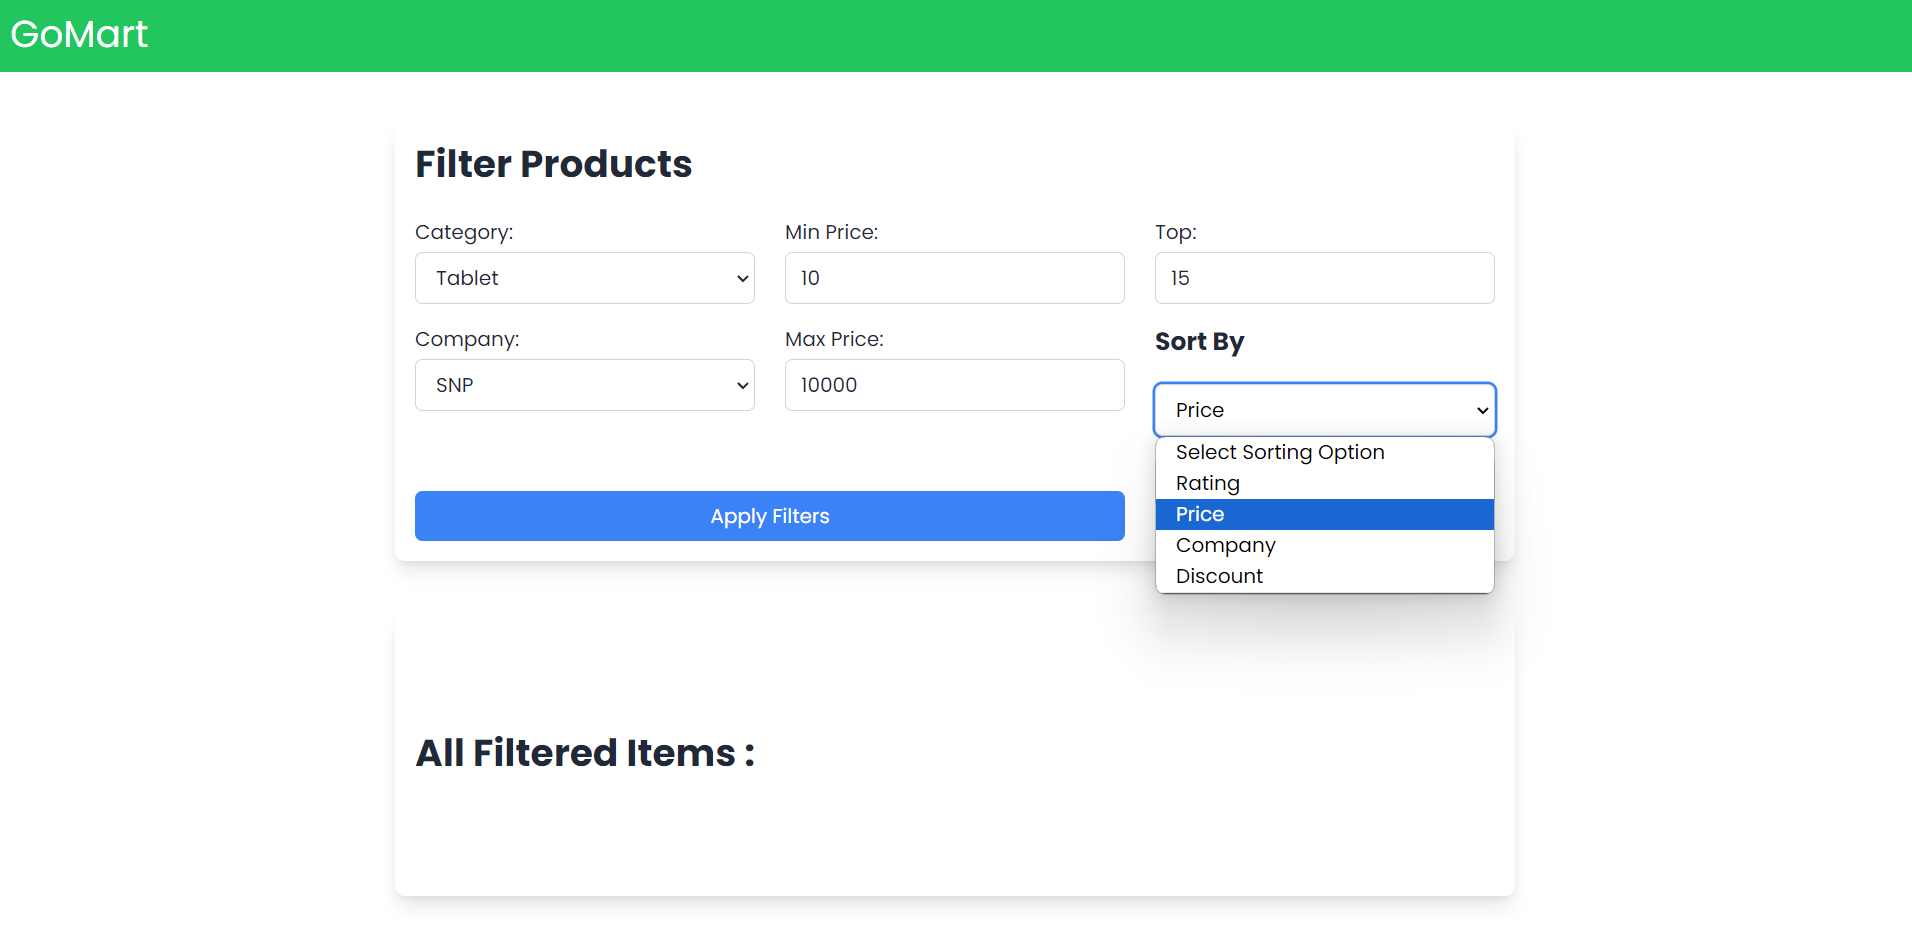 GoMart
Filter Products
Category:
Tablet
Company:
SNP
Min Price:
10
Max Price:
10000
Top:
15
Sort By
Price
Select Sorting Option
Rating
Price
Company
Discount
Apply Filters
All Filtered Items :